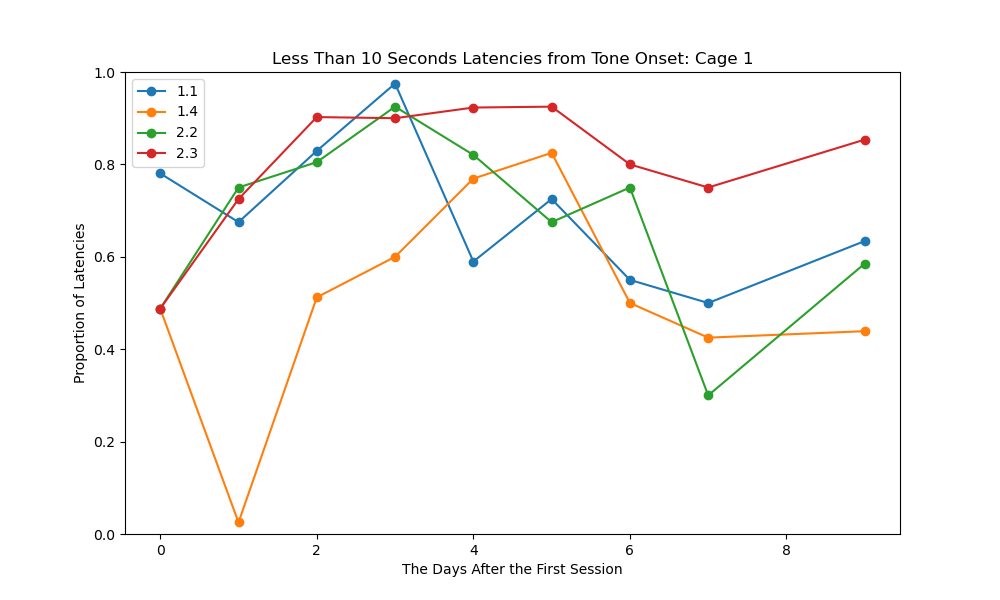 Less Than 10 Seconds Latencies from Tone Onset: Cage 1
1.1
1.4
2.2
2.3
1.0
0.8
0.6
0.4
0.2
0.0
Proportion of Latencies
0 2 4 6 8
The Days After the First Session